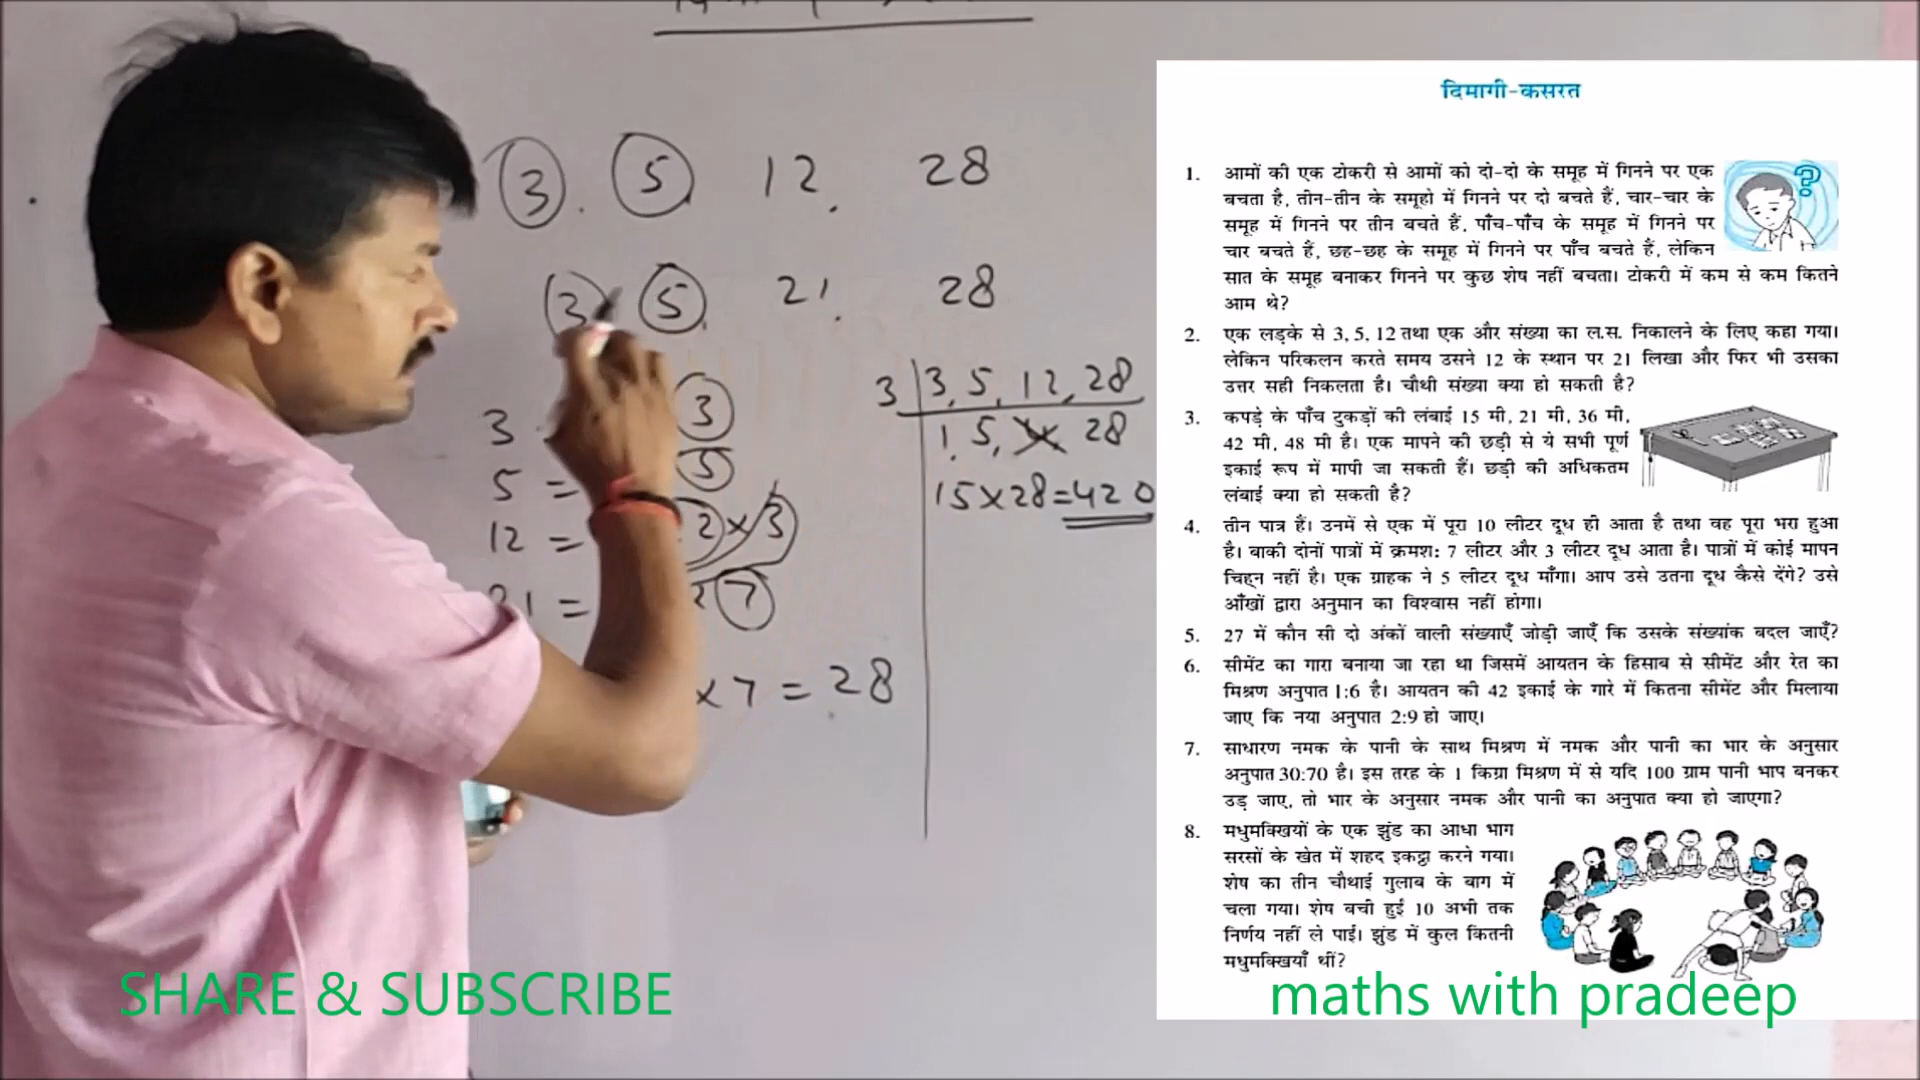 3. 5 12. 28
3 5. 21. 28
3 3
5 = 5
12 = 2 x 3
21 = 7
x 7 = 28
3 3, 5, 12, 28
1, 5, 28
15x28=420
दिमागी-कसरत
1. आमों की एक टोकरी से आमों को दो-दो के समूह में गिनने पर एक
बचता है, तीन-तीन के समूहो में गिनने पर दो बचते हैं, चार-चार के
समूह में गिनने पर तीन बचते हैं, पाँच-पाँच के समूह में गिनने पर
चार बचते हैं, छह-छह के समूह में गिनने पर पाँच बचते हैं, लेकिन
सात के समूह बनाकर गिनने पर कुछ शेष नहीं बचता। टोकरी में कम से कम कितने
आम थे?
2. एक लड़के से 3, 5, 12 तथा एक और संख्या का ल.स. निकालने के लिए कहा गया।
लेकिन परिकलन करते समय उसने 12 के स्थान पर 21 लिखा और फिर भी उसका
उत्तर सही निकलता है। चौथी संख्या क्या हो सकती है?
3. कपड़े के पाँच टुकड़ों की लंबाई 15 मी, 21 मी, 36 मी,
42 मी, 48 मी है। एक मापने की छड़ी से ये सभी पूर्ण
इकाई रूप में मापी जा सकती हैं। छड़ी की अधिकतम
लंबाई क्या हो सकती है?
4. तीन पात्र हैं। उनमें से एक में पूरा 10 लीटर दूध ही आता है तथा वह पूरा भरा हुआ
है। बाकी दोनों पात्रों में क्रमश: 7 लीटर और 3 लीटर दूध आता है। पात्रों में कोई मापन
चिह्न नहीं है। एक ग्राहक ने 5 लीटर दूध माँगा। आप उसे उतना दूध कैसे देंगे? उसे
आँखों द्वारा अनुमान का विश्वास नहीं होगा।
5. 27 में कौन सी दो अंकों वाली संख्याएँ जोड़ी जाएँ कि उसके संख्यांक बदल जाएँ?
6. सीमेंट का गारा बनाया जा रहा था जिसमें आयतन के हिसाब से सीमेंट और रेत का
मिश्रण अनुपात 1:6 है। आयतन की 42 इकाई के गारे में कितना सीमेंट और मिलाया
जाए कि नया अनुपात 2:9 हो जाए।
7. साधारण नमक के पानी के साथ मिश्रण में नमक और पानी का भार के अनुसार
अनुपात 30:70 है। इस तरह के 1 किग्रा मिश्रण में से यदि 100 ग्राम पानी भाप बनकर
उड़ जाए, तो भार के अनुसार नमक और पानी का अनुपात क्या हो जाएगा?
8. मधुमक्खियों के एक झुंड का आधा भाग
सरसों के खेत में शहद इकट्ठा करने गया।
शेष का तीन चौथाई गुलाब के बाग में
चला गया। शेष बची हुई 10 अभी तक
निर्णय नहीं ले पाई। झुंड में कुल कितनी
मधुमक्खियाँ थीं?
SHARE & SUBSCRIBE
maths with pradeep